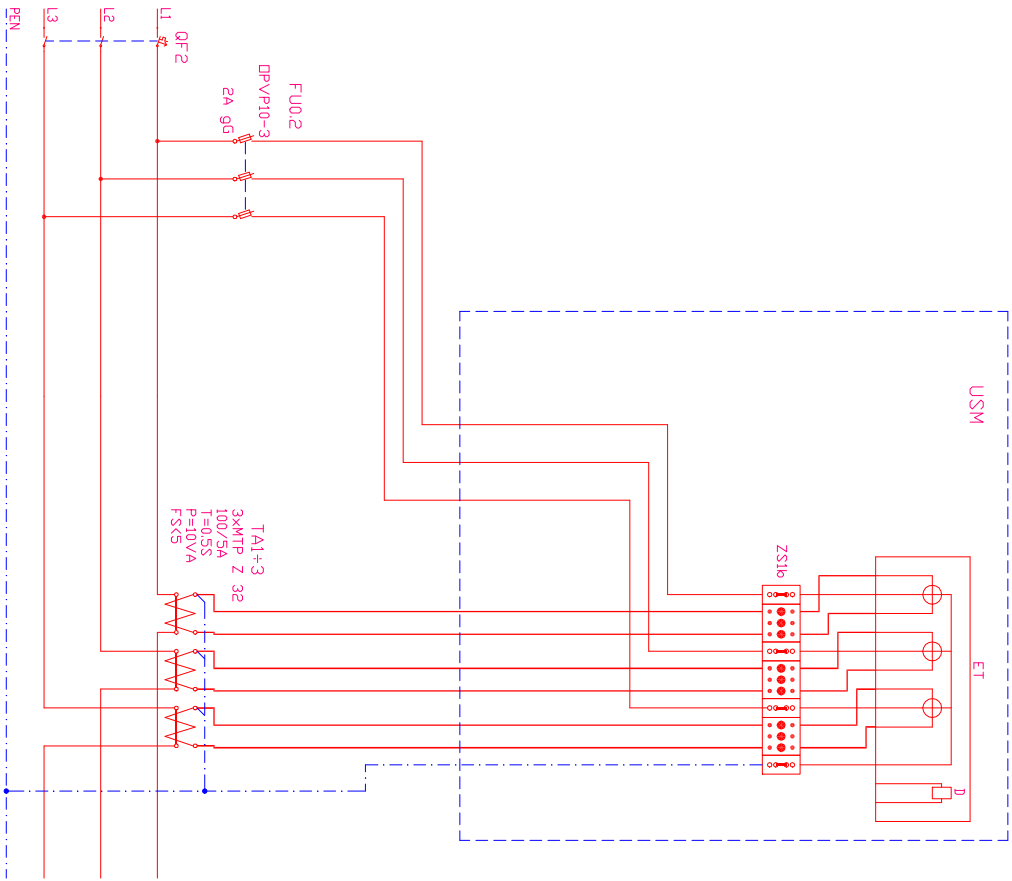 PEN
L3
L2
L1
QF2
FU0.2
OPVP10-3
2A gG
USM
TA1÷3
3xMTP Z 32
100/5A
T=0.5S
P=10VA
FS<5
ZS1b
ET
D